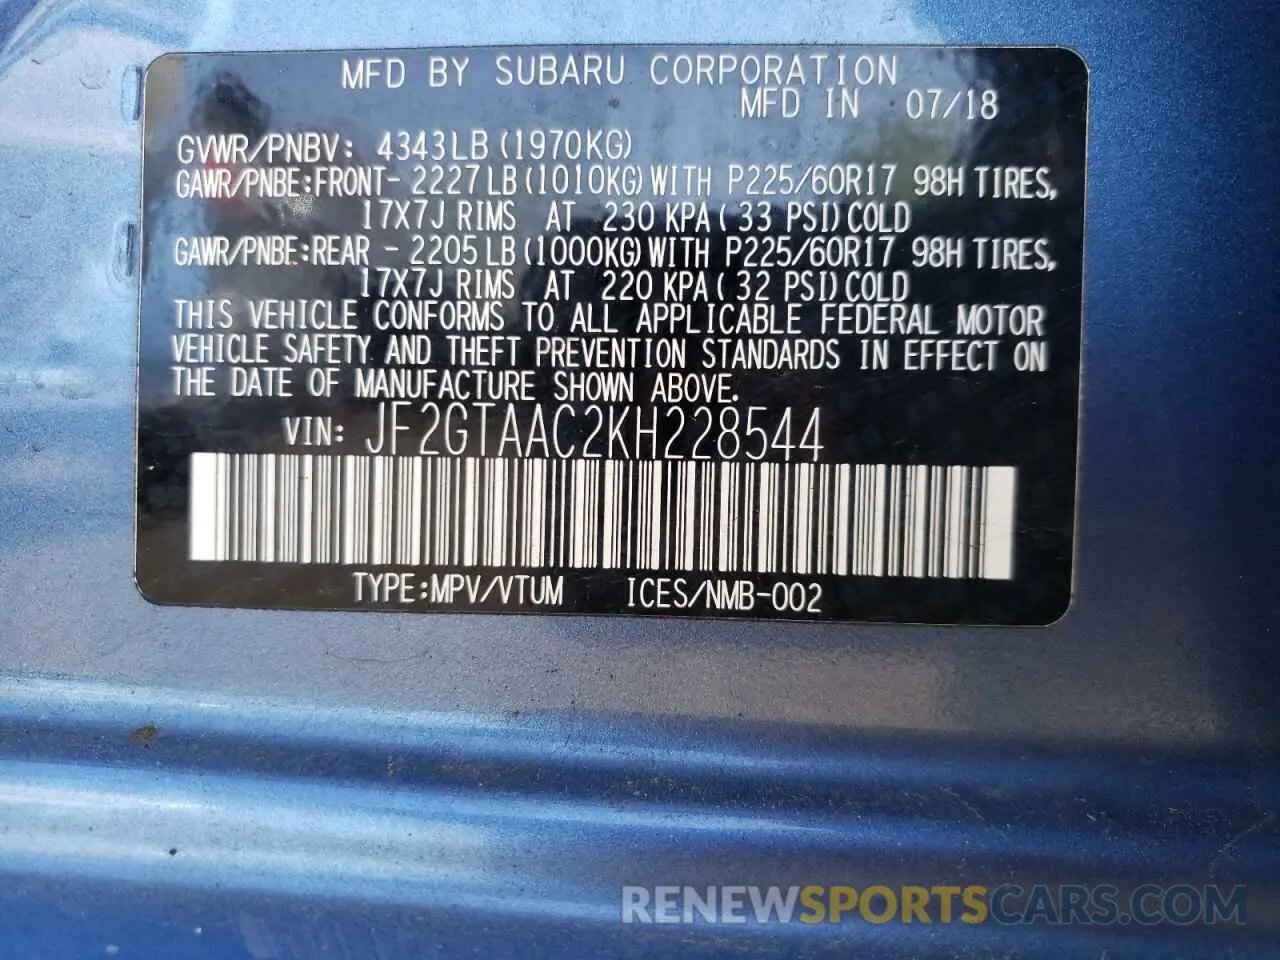 MFD BY SUBARU CORPORATION
MFD IN 07/18
GVWR/PNBV: 4343LB (1970KG)
GAWR/PNBE:FRONT- 2227LB (1010KG) WITH P225/60R17 98H TIRES,
17X7J RIMS AT 230 KPA( 33 PSI) COLD
GAWR/PNBE:REAR - 2205LB (1000KG) WITH P225/60R17 98H TIRES,
17X7J RIMS AT 220 KPA( 32 PSI) COLD
THIS VEHICLE CONFORMS TO ALL APPLICABLE FEDERAL MOTOR
VEHICLE SAFETY AND THEFT PREVENTION STANDARDS IN EFFECT ON
THE DATE OF MANUFACTURE SHOWN ABOVE.
VIN: JF2GTAAC2KH228544
TYPE:MPV/VTUM ICES/NMB-002
RENEWSPORTSCARS.COM